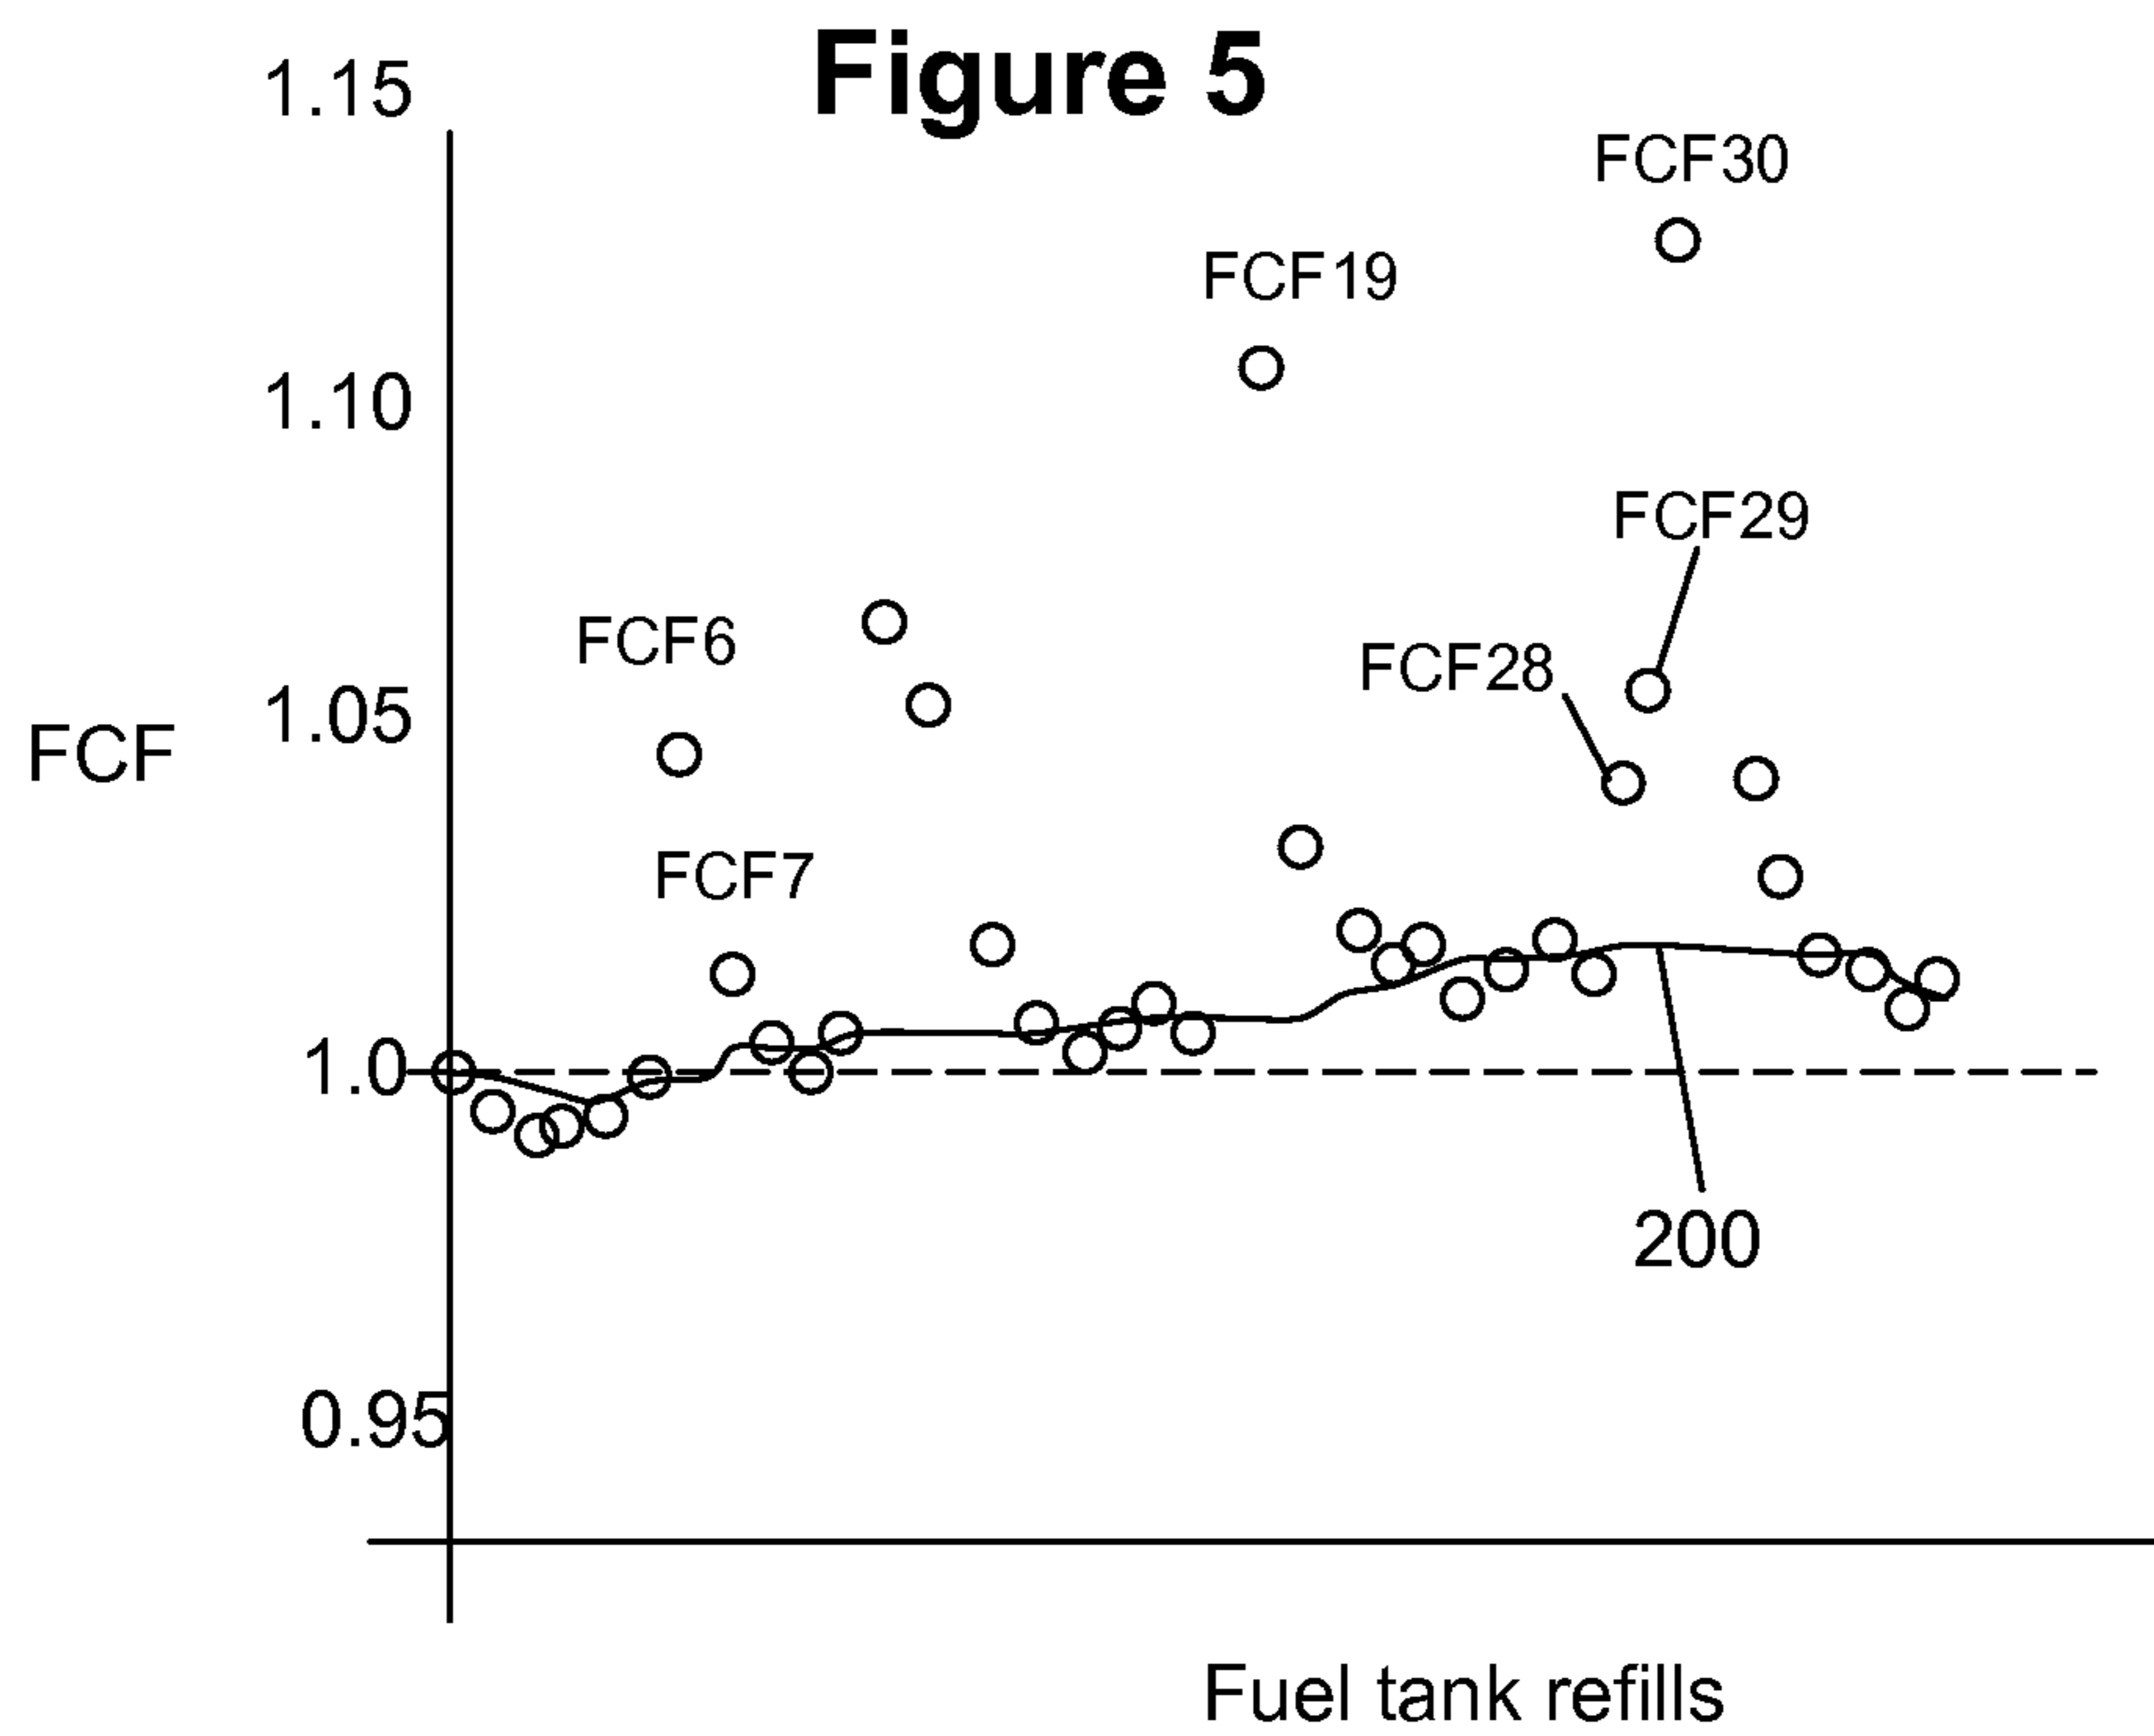 Figure 5
1.15
FCF30
FCF19
1.10
FCF29
FCF6
FCF28
1.05
FCF
FCF7
1.0
200
0.95
Fuel tank refills